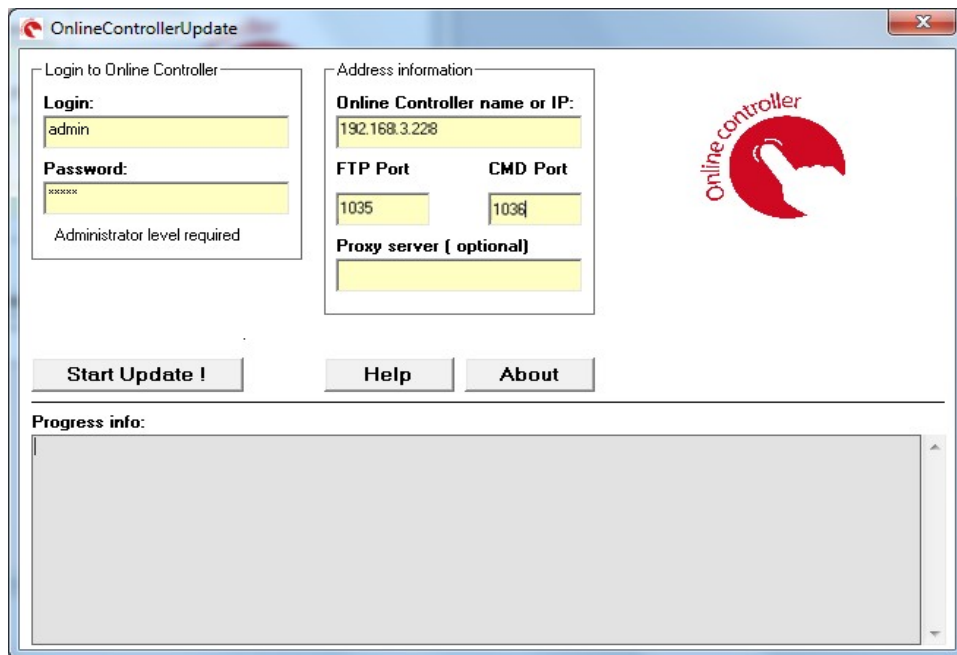 OnlineControllerUpdate
Login to Online Controller
Login:
admin
Password:
xxxxx
Administrator level required
Address information
Online Controller name or IP:
192.168.3.228
FTP Port
CMD Port
1035
1036
Proxy server ( optional)
Online controller
Start Update !
Help
About
Progress info: